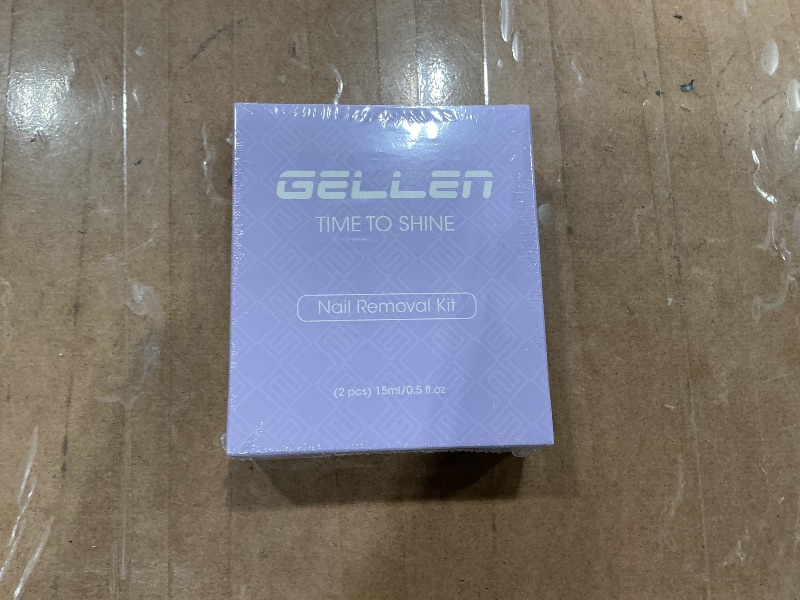 GELLEN
TIME TO SHINE
Nail Removal Kit
(2 pcs) 15ml/0.5 fl.oz